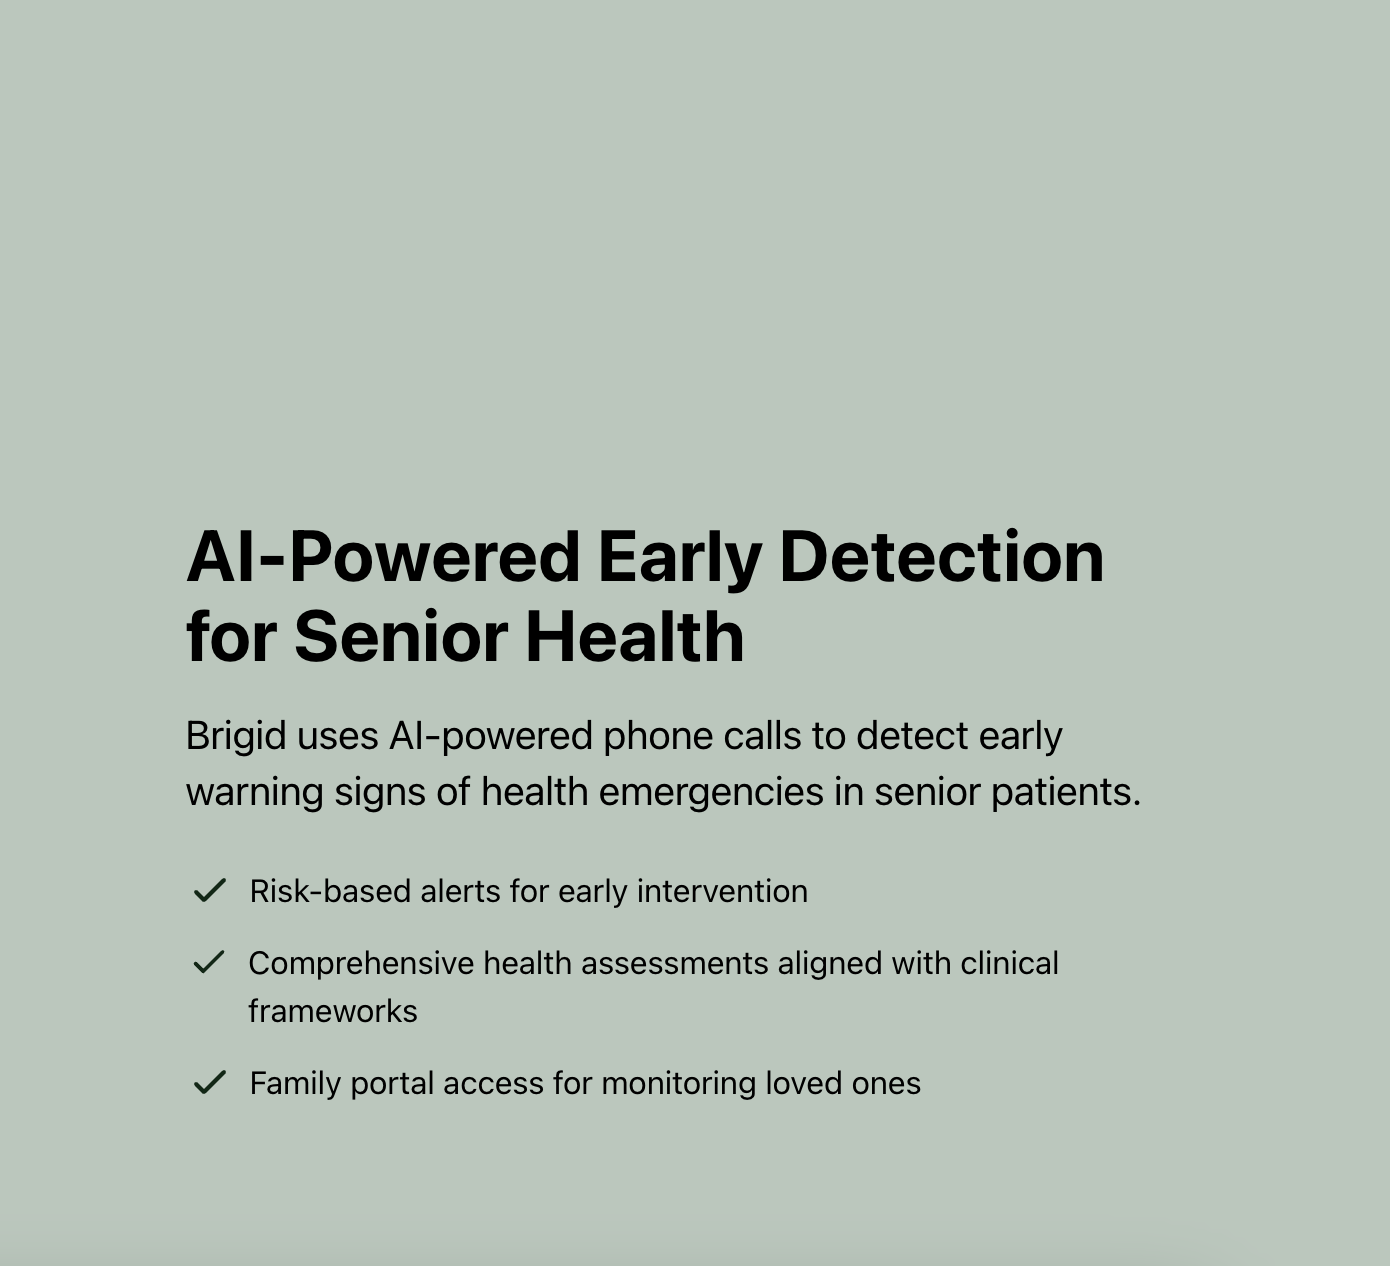 AI-Powered Early Detection
for Senior Health
Brigid uses AI-powered phone calls to detect early
warning signs of health emergencies in senior patients.
Risk-based alerts for early intervention
Comprehensive health assessments aligned with clinical
frameworks
Family portal access for monitoring loved ones